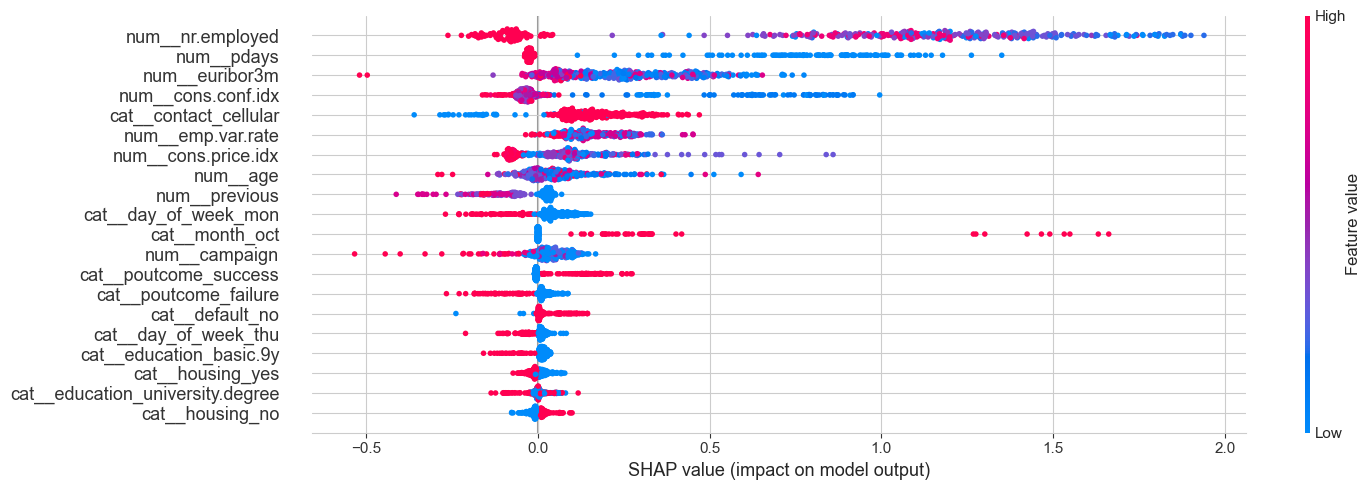 High
num__nr.employed
num__pdays
num__euribor3m
num__cons.conf.idx
cat__contact_cellular
num__emp.var.rate
num__cons.price.idx
num__age
num__previous
cat__day_of_week_mon
cat__month_oct
num__campaign
cat__poutcome_success
cat__poutcome_failure
cat__default_no
cat__day_of_week_thu
cat__education_basic.9y
cat__housing_yes
cat__education_university.degree
cat__housing_no
Feature value
Low
−0.5 0.0 0.5 1.0 1.5 2.0
SHAP value (impact on model output)